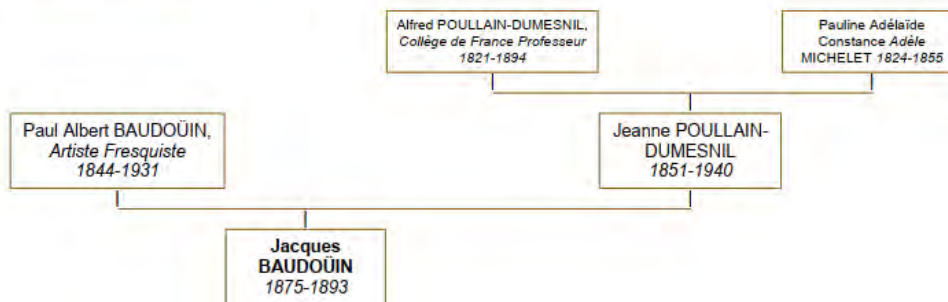 Alfred POULLAIN-DUMESNIL,
Collège de France Professeur
1821-1894
Pauline Adélaïde
Constance Adèle
MICHELET 1824-1855
Paul Albert BAUDOÜIN,
Artiste Fresquiste
1844-1931
Jeanne POULLAIN-
DUMESNIL
1851-1940
Jacques
BAUDOÜIN
1875-1893